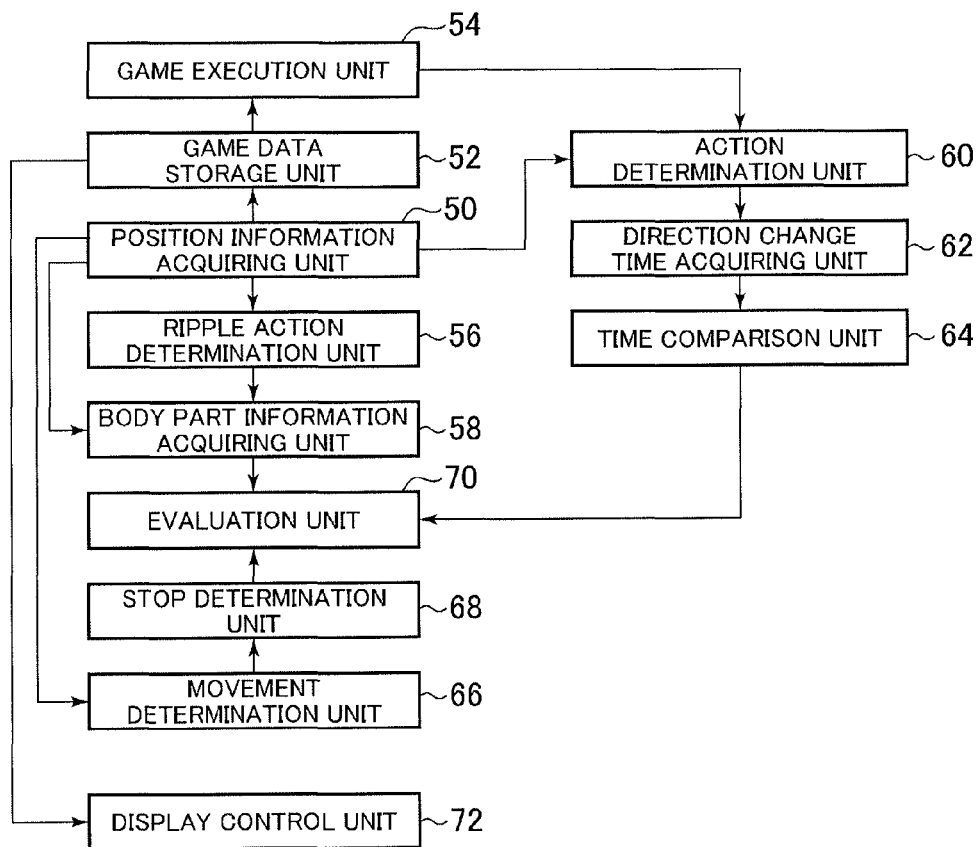 54
GAME EXECUTION UNIT
GAME DATA
STORAGE UNIT
52
ACTION
DETERMINATION UNIT
60
50
POSITION INFORMATION
ACQUIRING UNIT
DIRECTION CHANGE
TIME ACQUIRING UNIT
62
RIPPLE ACTION
DETERMINATION UNIT
56
TIME COMPARISON UNIT
64
BODY PART INFORMATION
ACQUIRING UNIT
58
70
EVALUATION UNIT
STOP DETERMINATION
UNIT
68
MOVEMENT
DETERMINATION UNIT
66
DISPLAY CONTROL UNIT
72